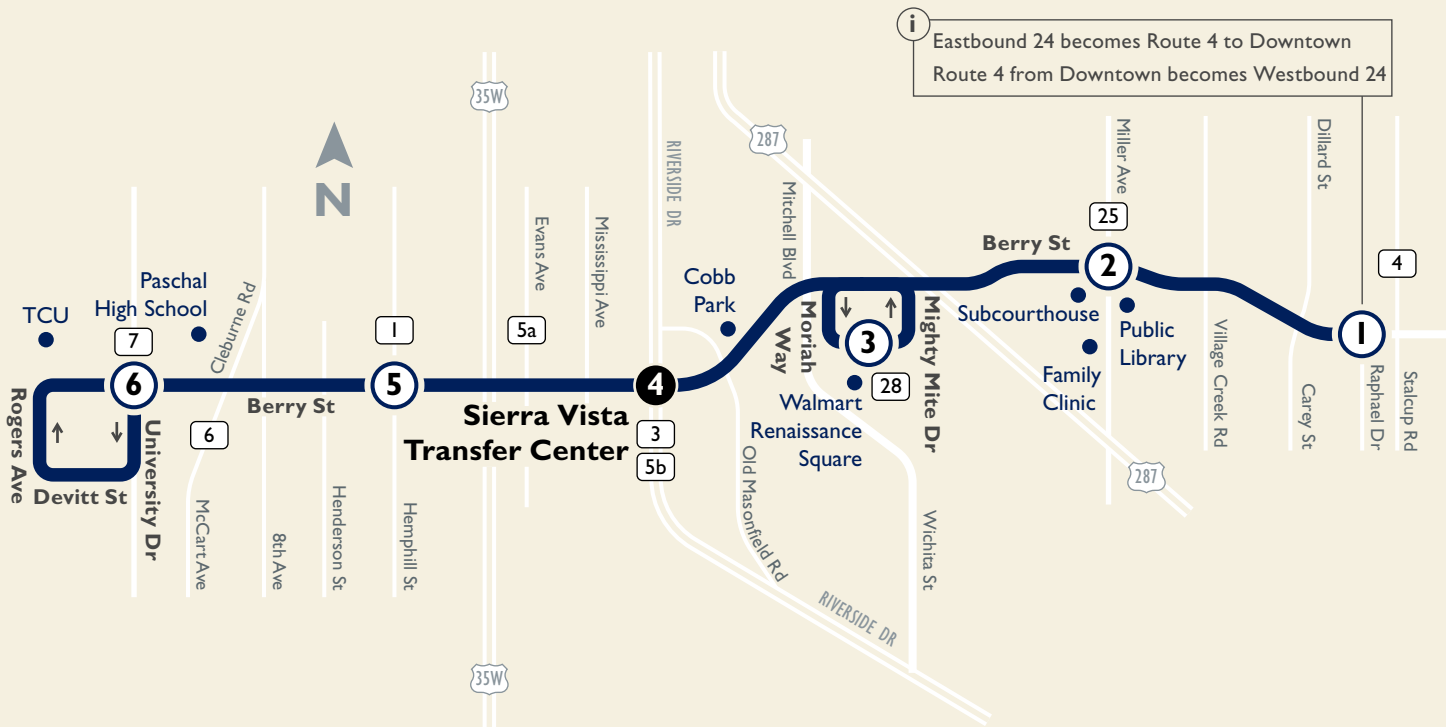 i
Eastbound 24 becomes Route 4 to Downtown
Route 4 from Downtown becomes Westbound 24
35W
287
N
RIVERSIDE DR
Mitchell Blvd
Miller Ave
Dillard St
25
Evans Ave
Mississippi Ave
Berry St
2
4
Cobb
Park
Paschal
High School
TCU
7
Cleburne Rd
1
5a
Moriah
Way
3
Mighty Mite Dr
28
Subcourthouse
Public
Library
Family
Clinic
Village Creek Rd
1
Raphael Dr
Stalcup Rd
Carey St
6
5
4
Berry St
Sierra Vista
Transfer Center
3
5b
Walmart
Renaissance
Square
Rogers Ave
Devitt St
University Dr
6
McCart Ave
8th Ave
Henderson St
Hemphill St
Old Masonfield Rd
Wichita St
287
RIVERSIDE DR
35W